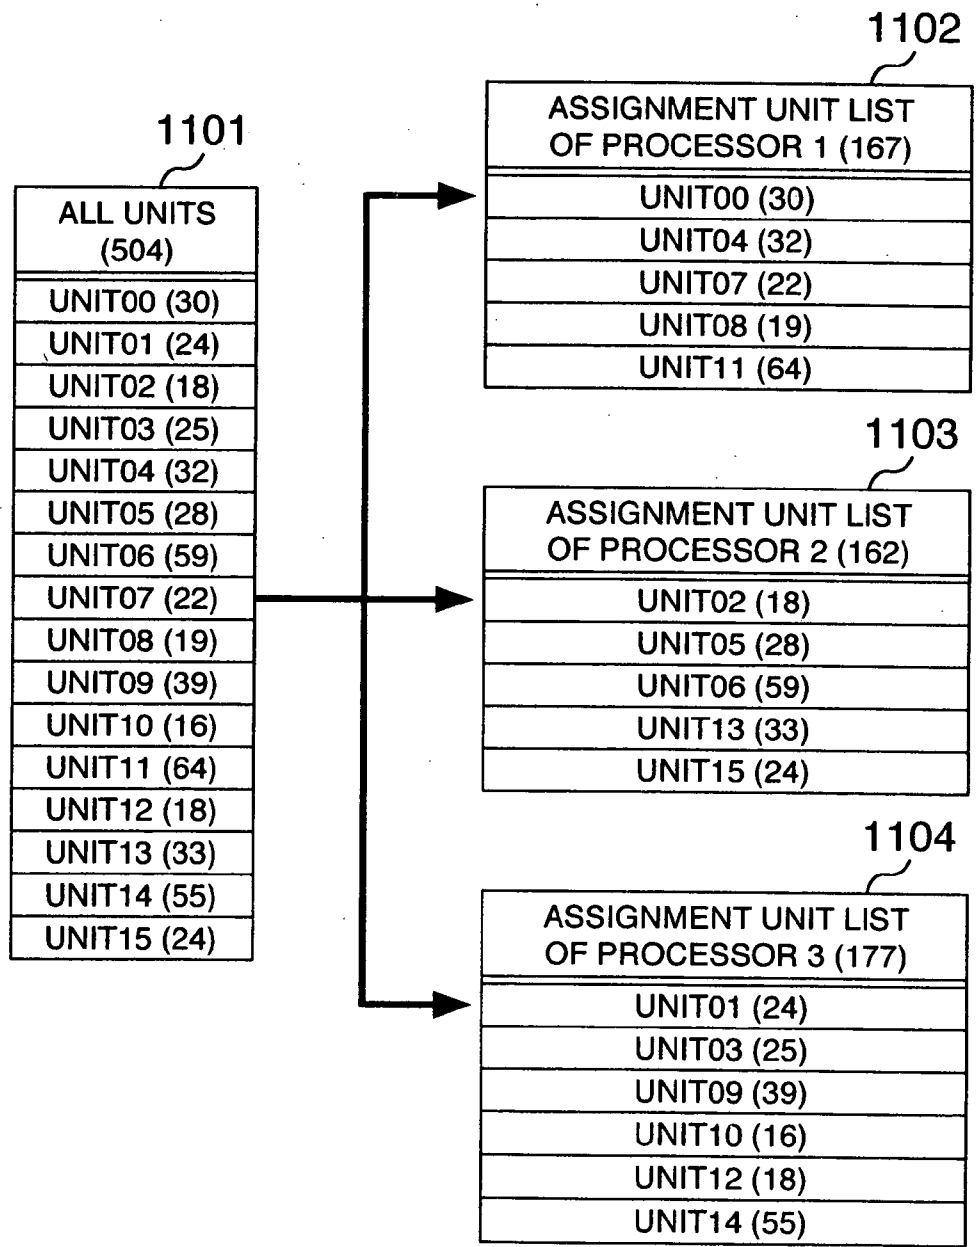 1101
ALL UNITS
(504)
UNIT00 (30)
UNIT01 (24)
UNIT02 (18)
UNIT03 (25)
UNIT04 (32)
UNIT05 (28)
UNIT06 (59)
UNIT07 (22)
UNIT08 (19)
UNIT09 (39)
UNIT10 (16)
UNIT11 (64)
UNIT12 (18)
UNIT13 (33)
UNIT14 (55)
UNIT15 (24)
1102
ASSIGNMENT UNIT LIST
OF PROCESSOR 1 (167)
UNIT00 (30)
UNIT04 (32)
UNIT07 (22)
UNIT08 (19)
UNIT11 (64)
1103
ASSIGNMENT UNIT LIST
OF PROCESSOR 2 (162)
UNIT02 (18)
UNIT05 (28)
UNIT06 (59)
UNIT13 (33)
UNIT15 (24)
1104
ASSIGNMENT UNIT LIST
OF PROCESSOR 3 (177)
UNIT01 (24)
UNIT03 (25)
UNIT09 (39)
UNIT10 (16)
UNIT12 (18)
UNIT14 (55)